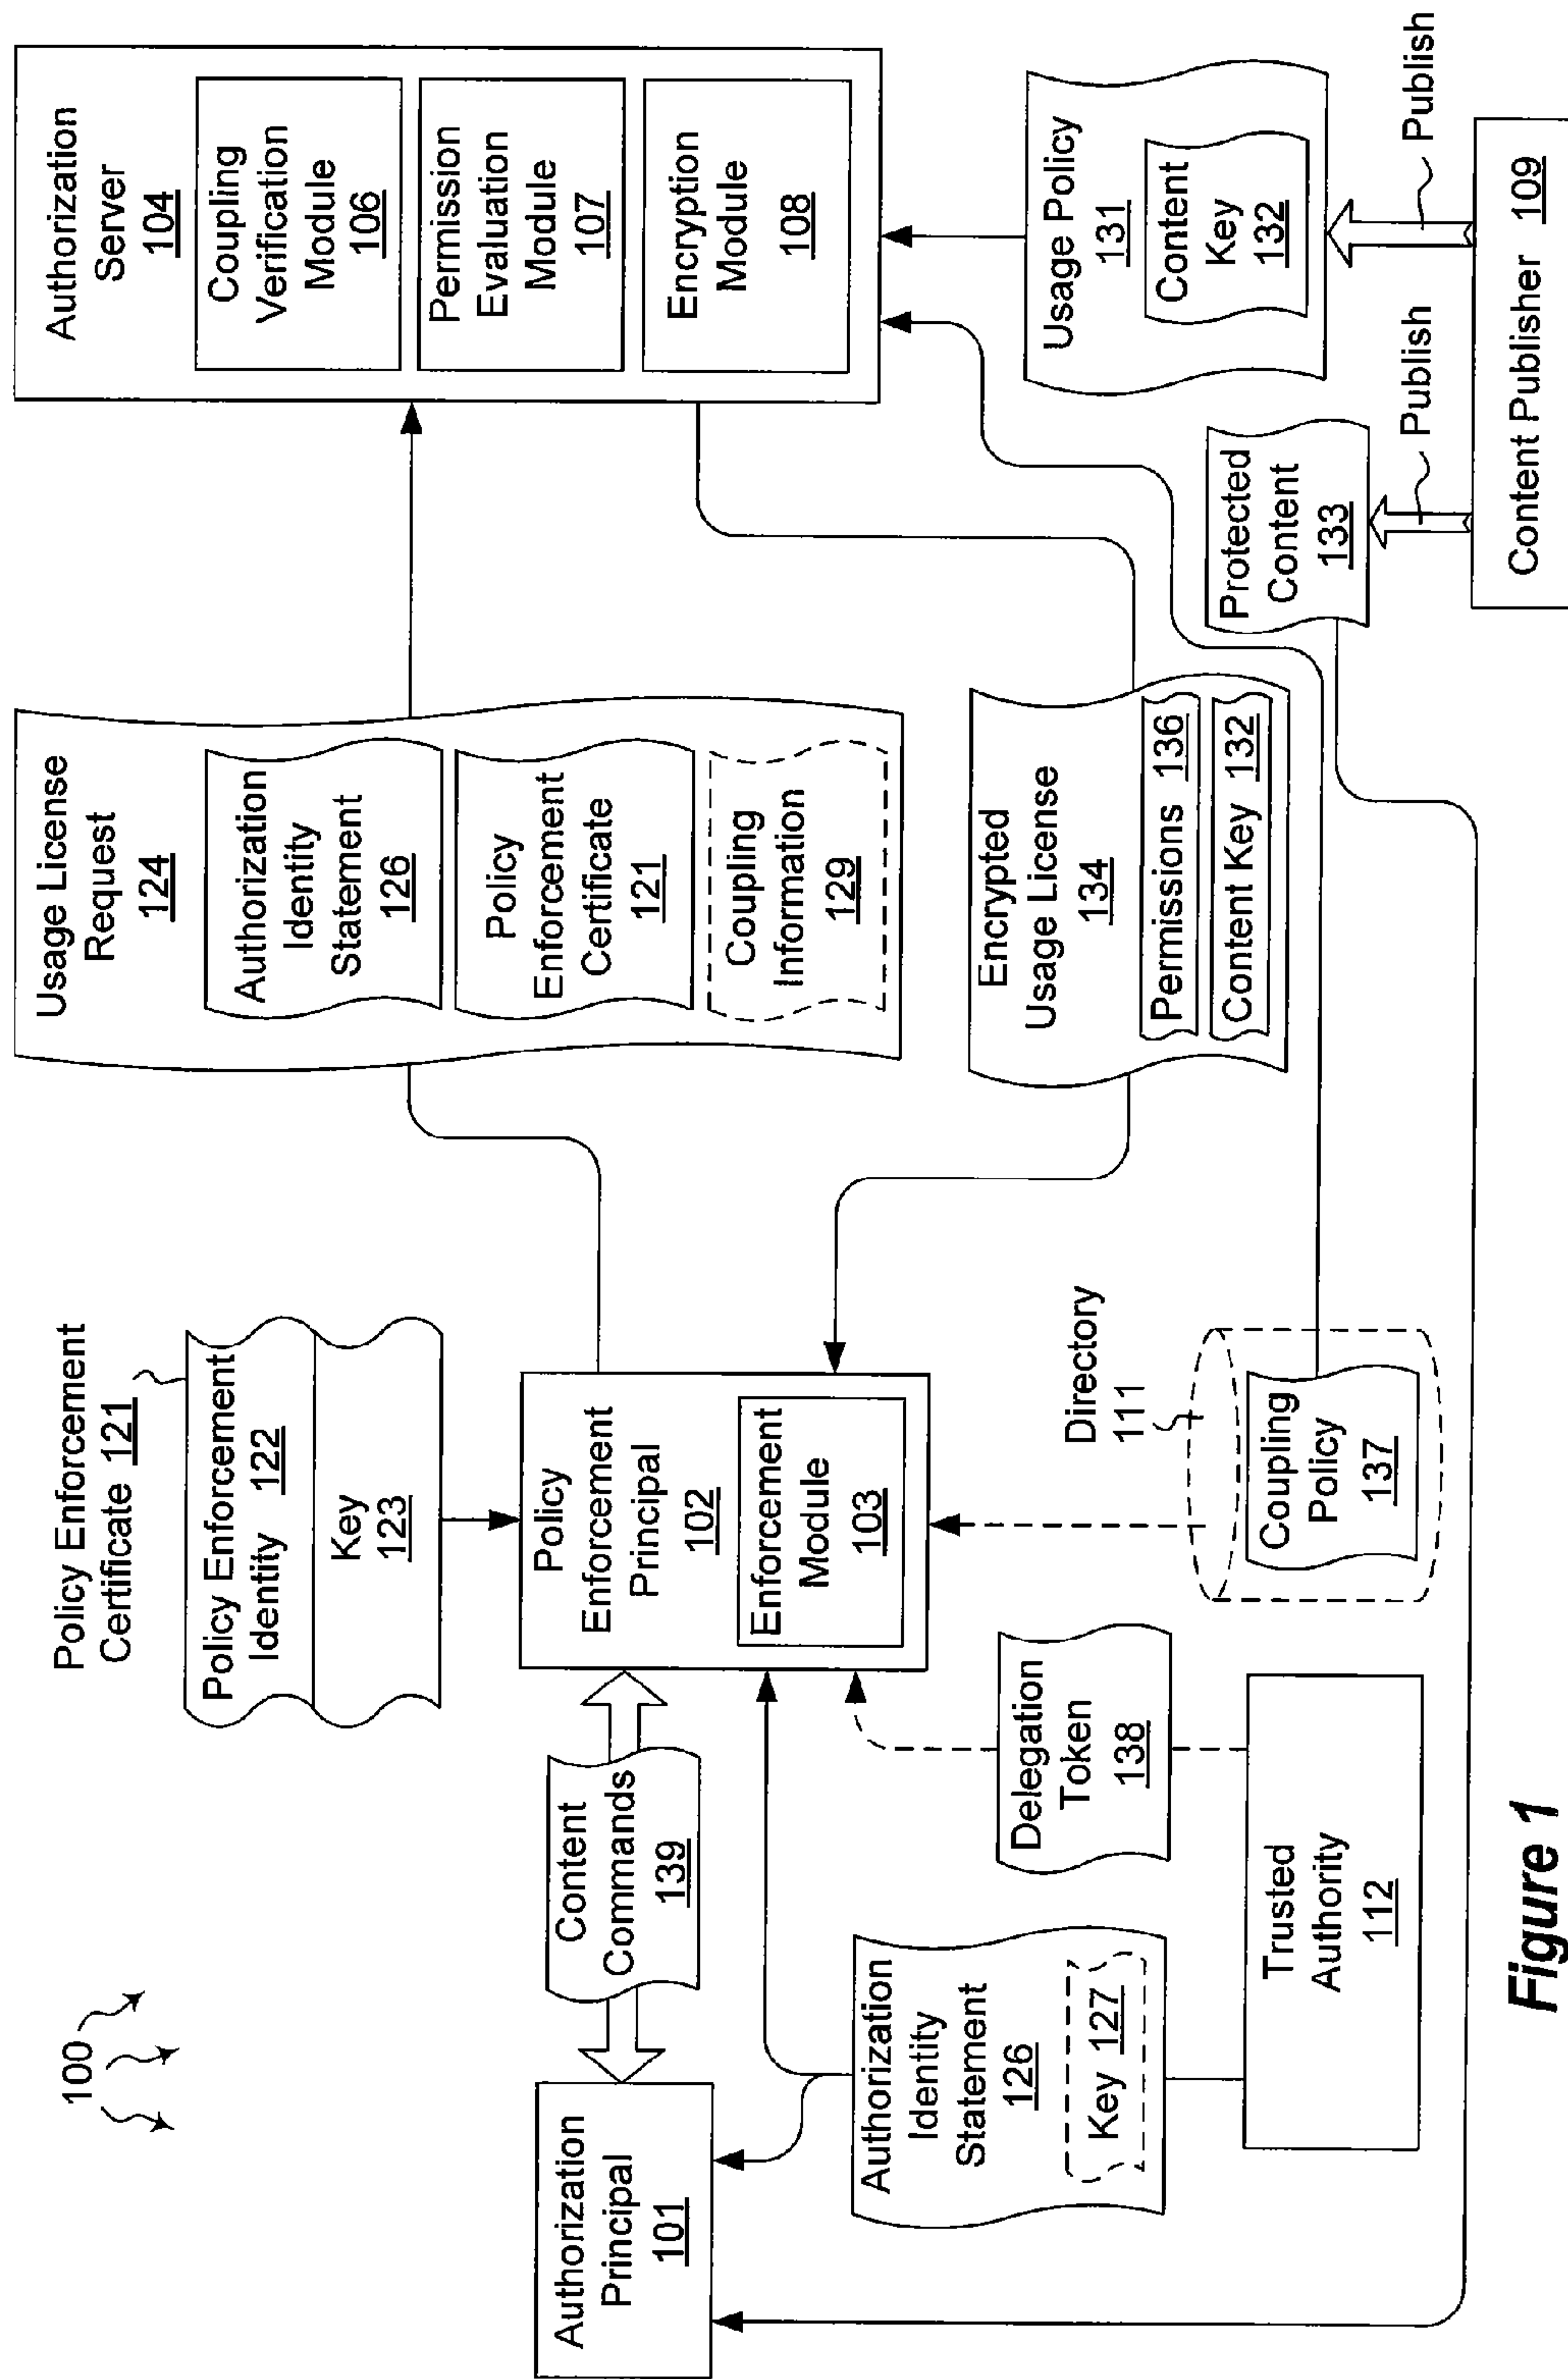 100
Policy Enforcement
Certificate 121
Policy Enforcement
Identity 122
Key
123
Usage License
Request
124
Authorization
Identity
Statement
126
Policy
Enforcement
Certificate
121
Coupling
Information
129
Authorization
Server
104
Coupling
Verification
Module
106
Permission
Evaluation
Module
107
Encryption
Module
108
Authorization
Principal
101
Content
Commands
139
Policy
Enforcement
Principal
102
Enforcement
Module
103
Authorization
Identity
Statement
126
Key 127
Delegation
Token
138
Directory
111
Coupling
Policy
137
Encrypted
Usage License
134
Permissions 136
Content Key 132
Usage Policy
131
Content
Key
132
Protected
Content
133
Publish
Publish
Trusted
Authority
112
Content Publisher 109
Figure 1